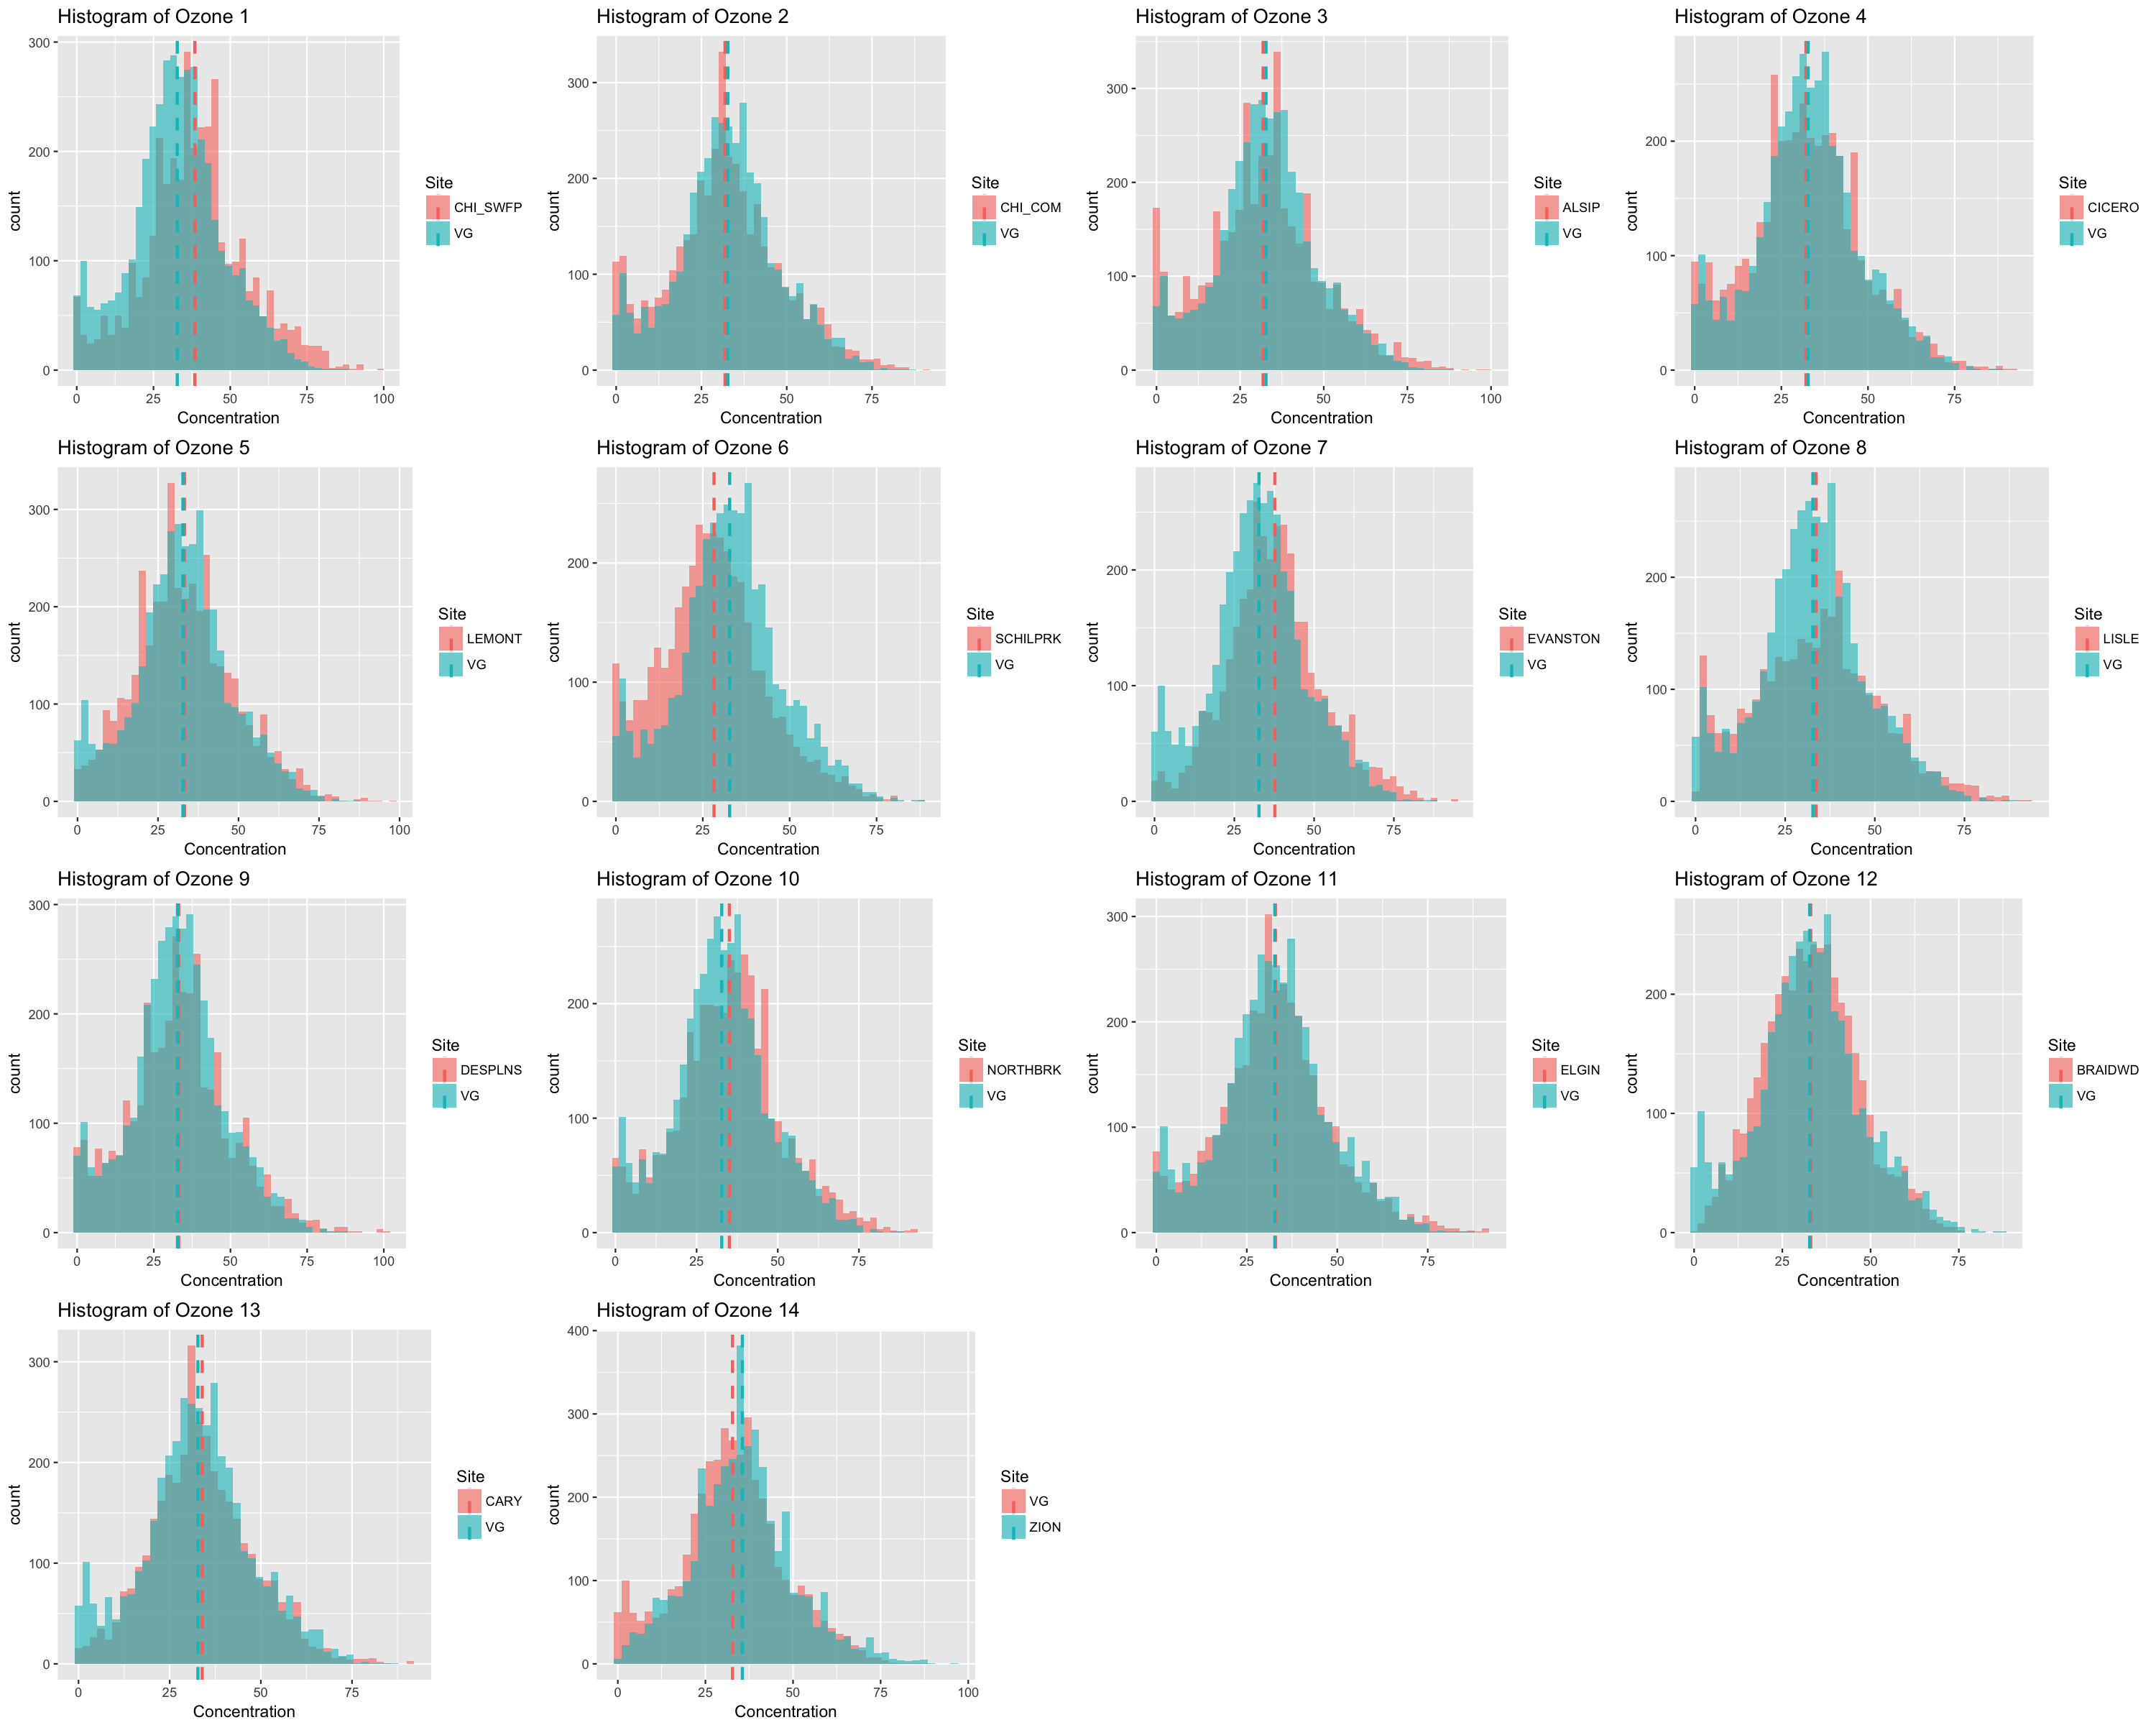 Histogram of Ozone 1
300
200
100
0
count
0 25 50 75 100
Concentration
Site
CHI_SWFP
VG
Histogram of Ozone 2
300
200
100
0
count
0 25 50 75
Concentration
Site
CHI_COM
VG
Histogram of Ozone 3
300
200
100
0
count
0 25 50 75 100
Concentration
Site
ALSIP
VG
Histogram of Ozone 4
200
100
0
count
0 25 50 75
Concentration
Site
CICERO
VG
Histogram of Ozone 5
300
200
100
0
count
0 25 50 75 100
Concentration
Site
LEMONT
VG
Histogram of Ozone 6
200
100
0
count
0 25 50 75
Concentration
Site
SCHILPRK
VG
Histogram of Ozone 7
200
100
0
count
0 25 50 75
Concentration
Site
EVANSTON
VG
Histogram of Ozone 8
200
100
0
count
0 25 50 75
Concentration
Site
LISLE
VG
Histogram of Ozone 9
300
200
100
0
count
0 25 50 75 100
Concentration
Site
DESPLNS
VG
Histogram of Ozone 10
200
100
0
count
0 25 50 75
Concentration
Site
NORTHBRK
VG
Histogram of Ozone 11
300
200
100
0
count
0 25 50 75
Concentration
Site
ELGIN
VG
Histogram of Ozone 12
200
100
0
count
0 25 50 75
Concentration
Site
BRAIDWD
VG
Histogram of Ozone 13
300
200
100
0
count
0 25 50 75
Concentration
Site
CARY
VG
Histogram of Ozone 14
400
300
200
100
0
count
0 25 50 75 100
Concentration
Site
VG
ZION